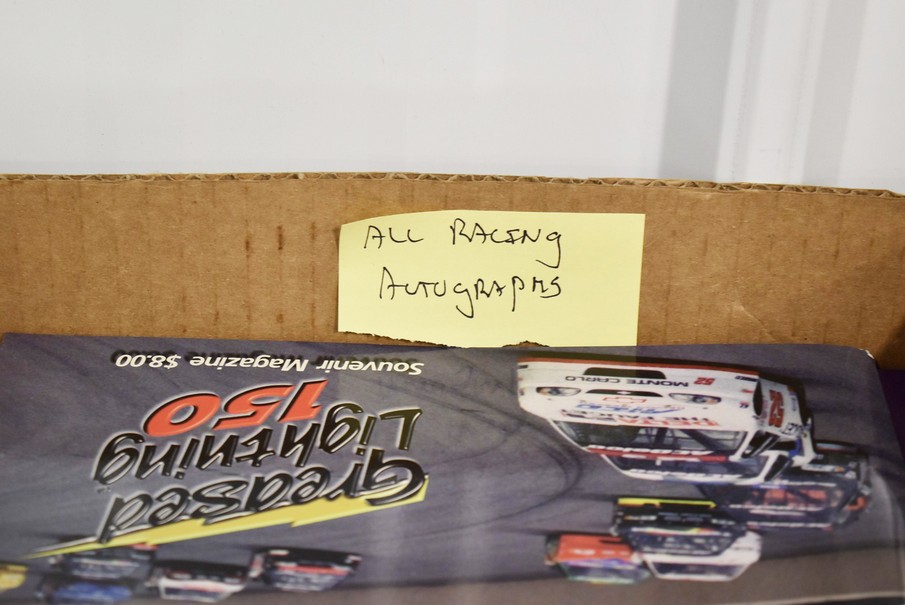 ALL RACING
AUTOGRAPHS
Souvenir Magazine $8.00
Greased
Lightning
150
MONTE CARLO